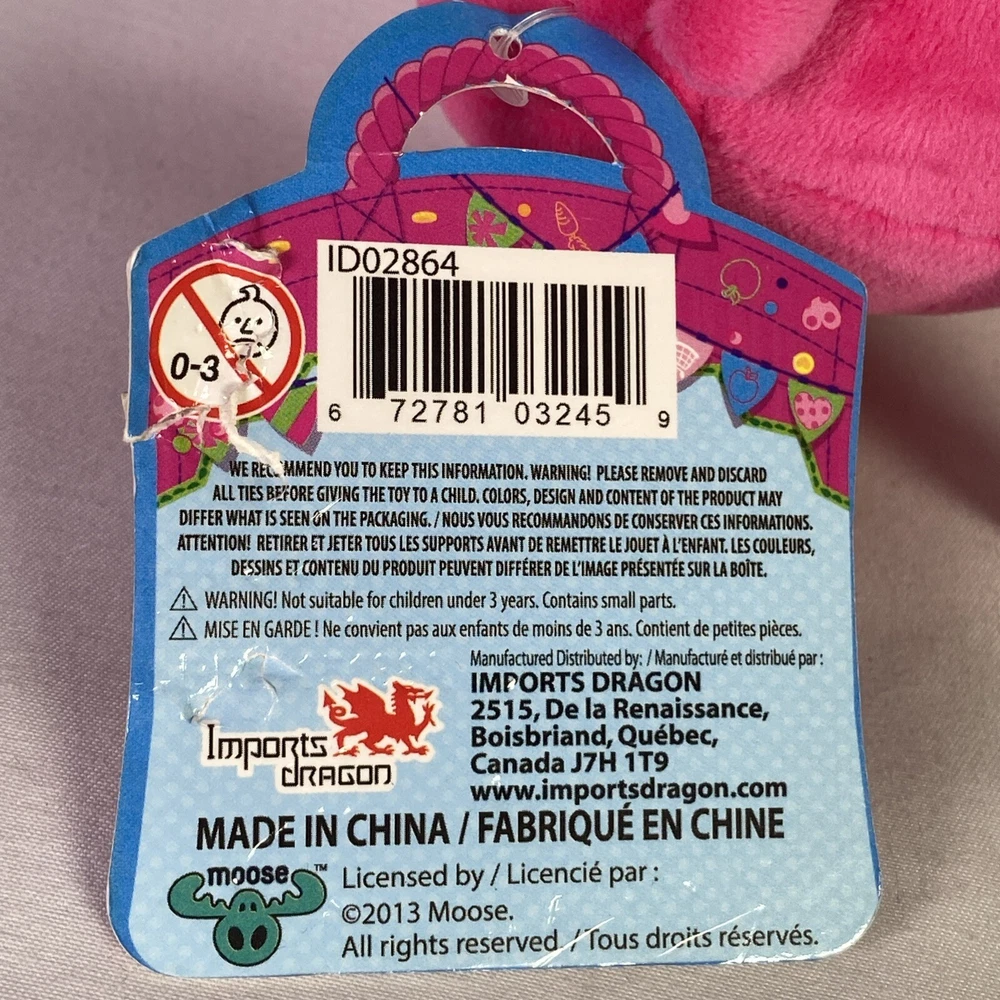 ID02864
0-3
6 72781 03245 9
WE RECOMMEND YOU TO KEEP THIS INFORMATION. WARNING! PLEASE REMOVE AND DISCARD
ALL TIES BEFORE GIVING THE TOY TO A CHILD. COLORS, DESIGN AND CONTENT OF THE PRODUCT MAY
DIFFER WHAT IS SEEN ON THE PACKAGING. / NOUS VOUS RECOMMANDONS DE CONSERVER CES INFORMATIONS.
ATTENTION! RETIRER ET JETER TOUS LES SUPPORTS AVANT DE REMETTRE LE JOUET À L'ENFANT. LES COULEURS,
DESSINS ET CONTENU DU PRODUIT PEUVENT DIFFÉRER DE L'IMAGE PRÉSENTÉE SUR LA BOÎTE.
WARNING! Not suitable for children under 3 years. Contains small parts.
MISE EN GARDE ! Ne convient pas aux enfants de moins de 3 ans. Contient de petites pièces.
Manufactured Distributed by: / Manufacturé et distribué par :
IMPORTS DRAGON
2515, De la Renaissance,
Boisbriand, Québec,
Canada J7H 1T9
www.importsdragon.com
Imports
dragon
MADE IN CHINA / FABRIQUÉ EN CHINE
moose™
Licensed by / Licencié par :
©2013 Moose.
All rights reserved / Tous droits réservés.